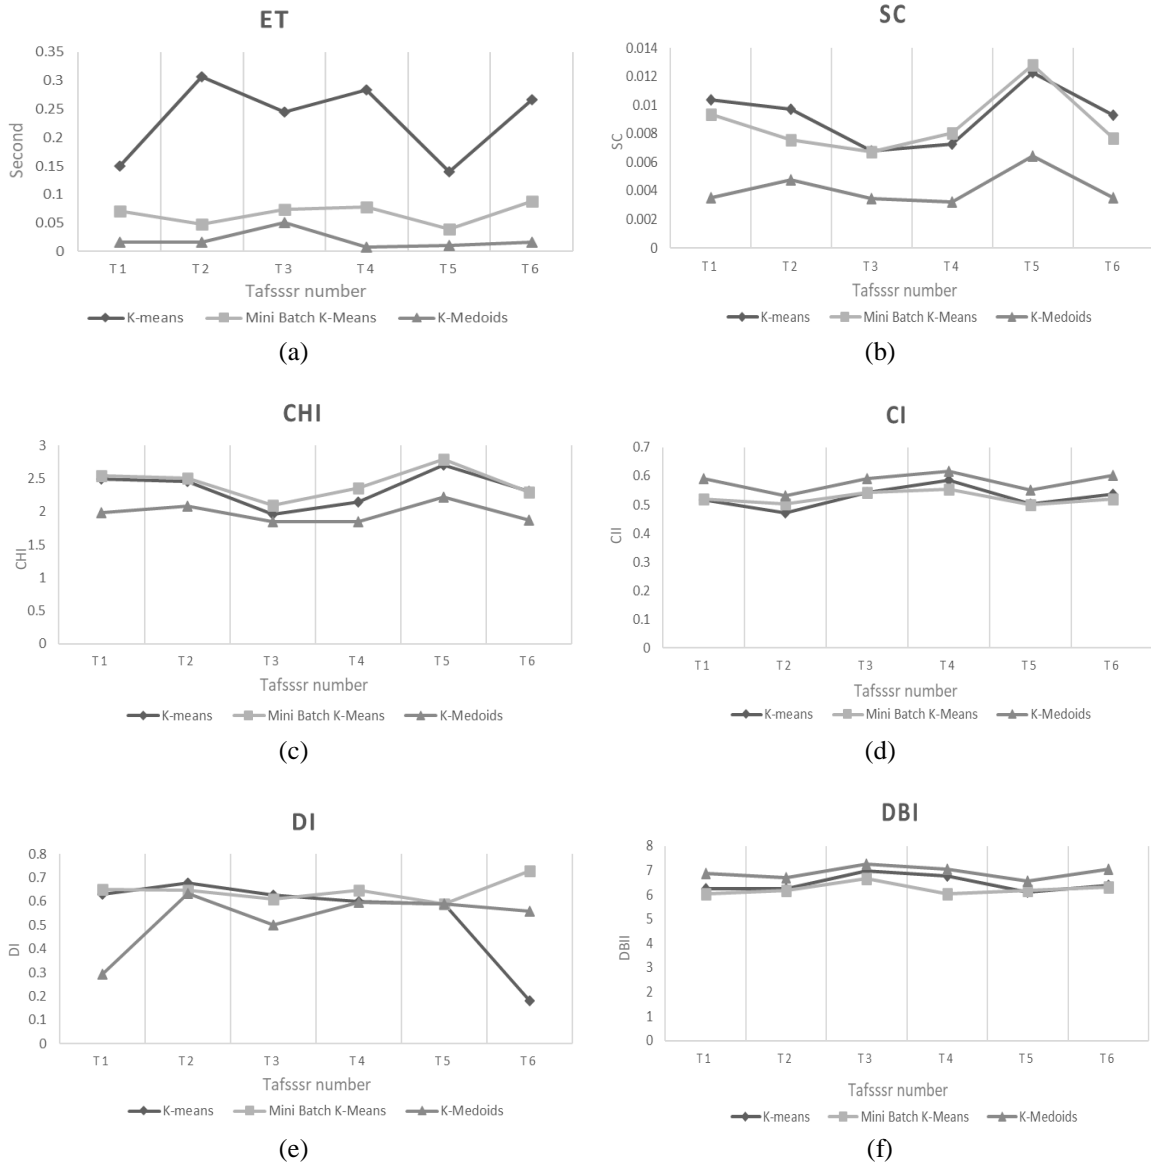 ET
0.35
0.3
0.25
0.2
0.15
0.1
0.05
0
Second
T1 T2 T3 T4 T5 T6
Tafsssr number
K-means Mini Batch K-Means K-Medoids
(a)
SC
0.014
0.012
0.01
0.008
0.006
0.004
0.002
0
SC
T1 T2 T3 T4 T5 T6
Tafsssr number
K-means Mini Batch K-Means K-Medoids
(b)
CHI
3
2.5
2
1.5
1
0.5
0
CHI
T1 T2 T3 T4 T5 T6
Tafsssr number
K-means Mini Batch K-Means K-Medoids
(c)
CI
0.7
0.6
0.5
0.4
0.3
0.2
0.1
0
CII
T1 T2 T3 T4 T5 T6
Tafsssr number
K-means Mini Batch K-Means K-Medoids
(d)
DI
0.8
0.7
0.6
0.5
0.4
0.3
0.2
0.1
0
DI
T1 T2 T3 T4 T5 T6
Tafsssr number
K-means Mini Batch K-Means K-Medoids
(e)
DBI
8
7
6
5
4
3
2
1
0
DBII
T1 T2 T3 T4 T5 T6
Tafsssr number
K-means Mini Batch K-Means K-Medoids
(f)